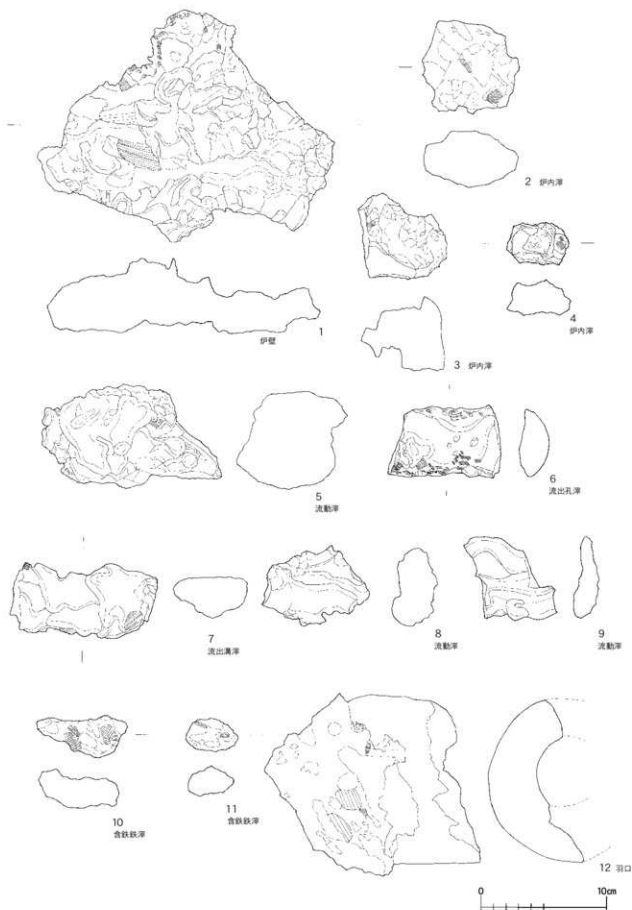 1
炉壁
2 炉内滓
3 炉内滓
4
炉内滓
5
流動滓
6
流出孔滓
7
流出溝滓
8
流動滓
9
流動滓
10
含鉄鉄滓
11
含鉄鉄滓
12 羽口
0 10cm